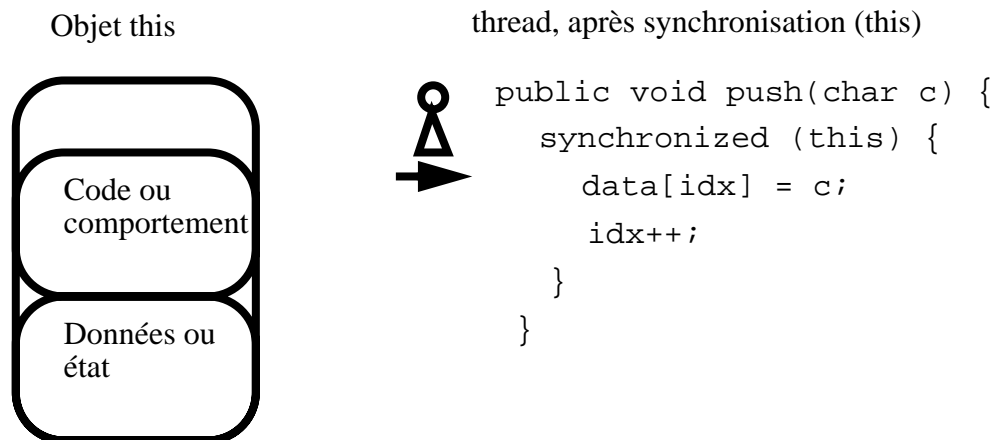 Objet this
thread, après synchronisation (this)
Code ou
comportement
Données ou
état
public void push(char c) {
synchronized (this) {
data[idx] = c;
idx++;
}
}